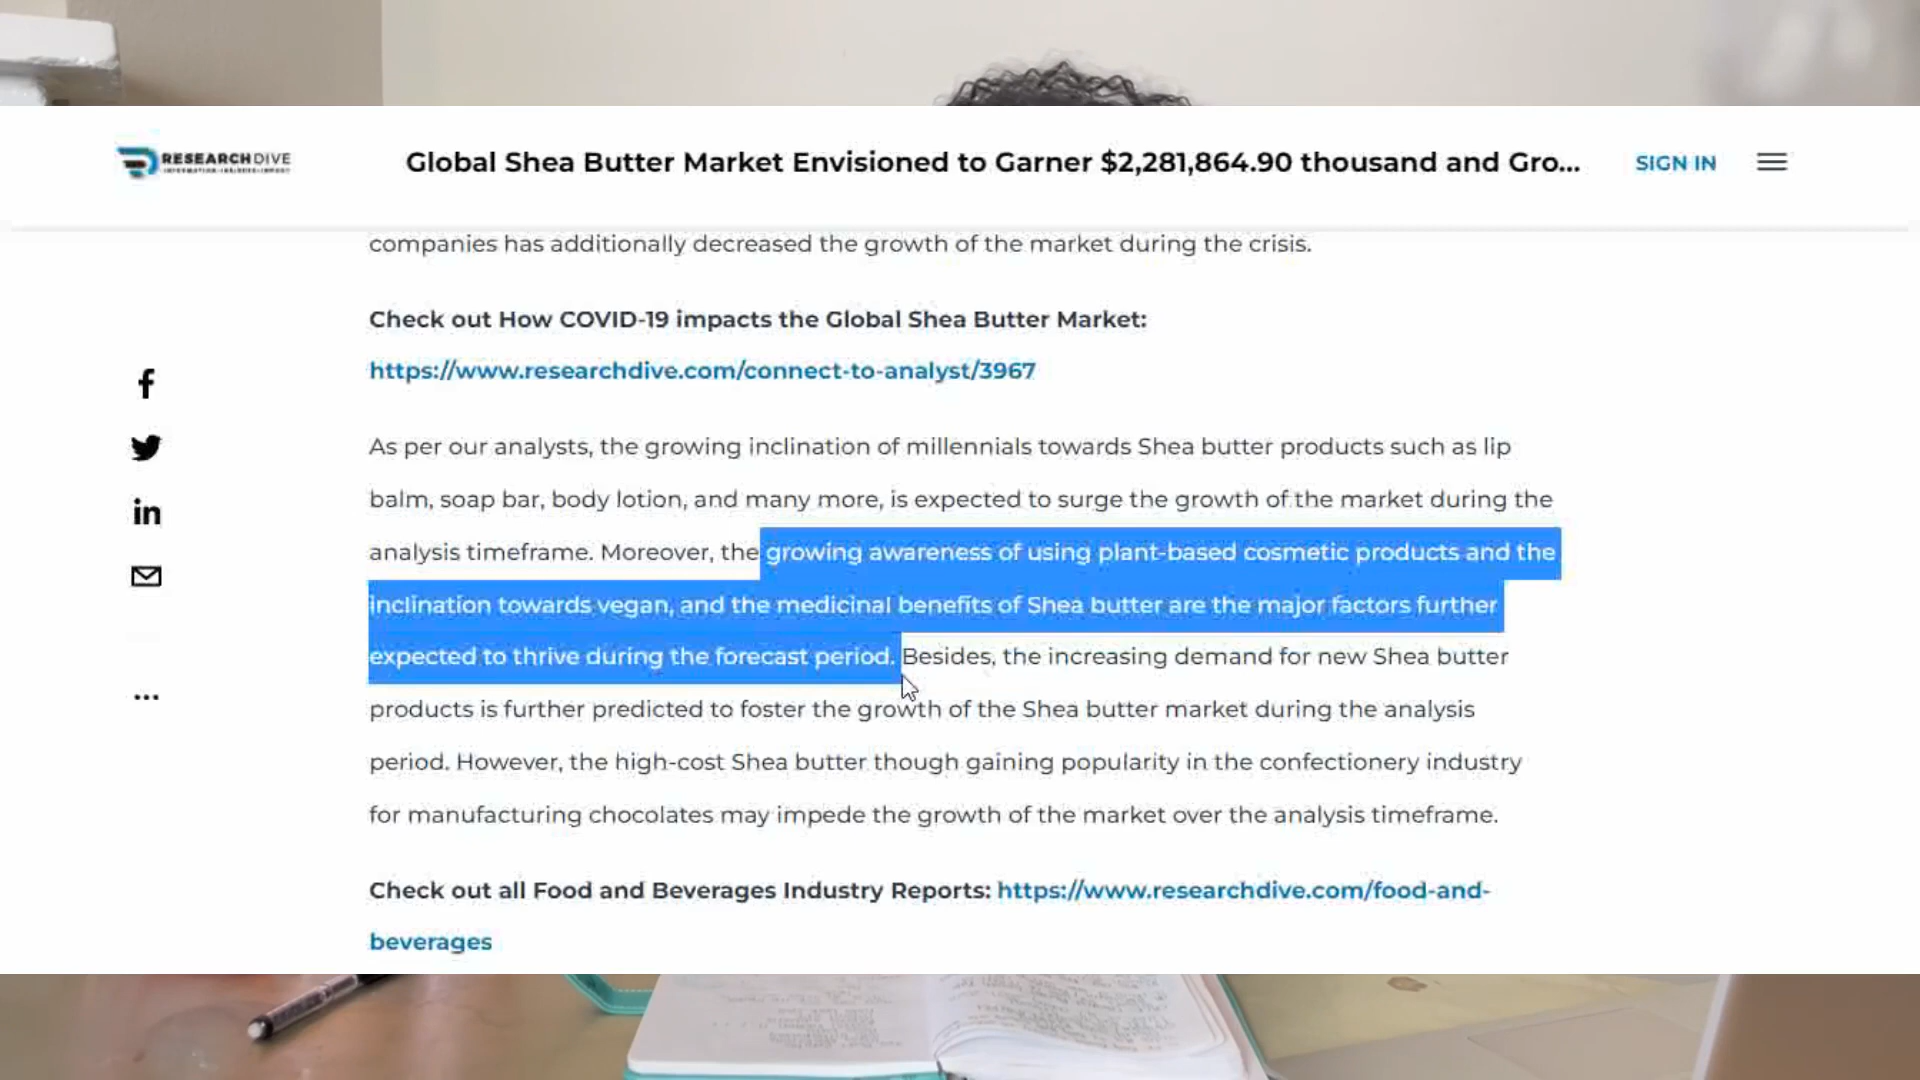 RESEARCH DIVE
Global Shea Butter Market Envisioned to Garner $2,281,864.90 thousand and Gro...
SIGN IN
companies has additionally decreased the growth of the market during the crisis.
Check out How COVID-19 impacts the Global Shea Butter Market:
https://www.researchdive.com/connect-to-analyst/3967
As per our analysts, the growing inclination of millennials towards Shea butter products such as lip
balm, soap bar, body lotion, and many more, is expected to surge the growth of the market during the
analysis timeframe. Moreover, the growing awareness of using plant-based cosmetic products and the
inclination towards vegan, and the medicinal benefits of Shea butter are the major factors further
expected to thrive during the forecast period. Besides, the increasing demand for new Shea butter
products is further predicted to foster the growth of the Shea butter market during the analysis
period. However, the high-cost Shea butter though gaining popularity in the confectionery industry
for manufacturing chocolates may impede the growth of the market over the analysis timeframe.
Check out all Food and Beverages Industry Reports: https://www.researchdive.com/food-and-
beverages